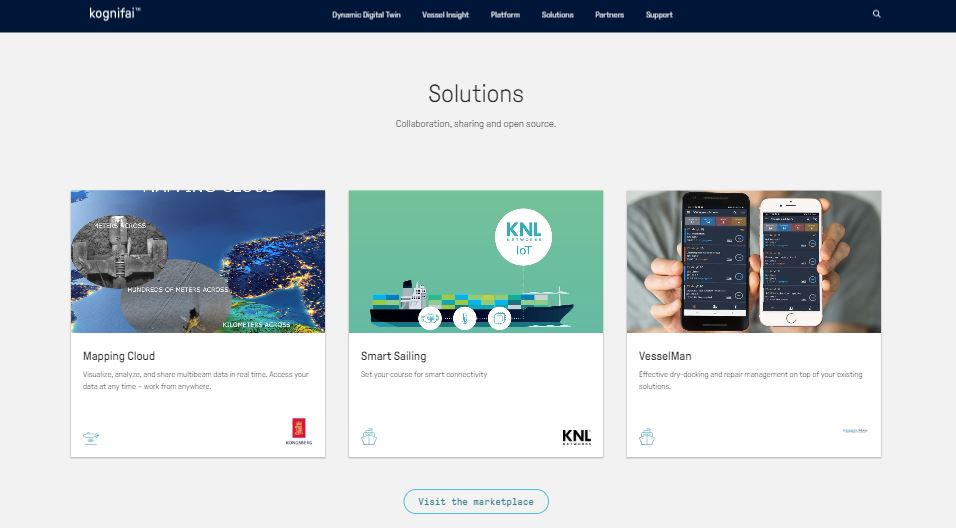 kognifai™
Dynamic Digital Twin
Vessel Insight
Platform
Solutions
Partners
Support
Solutions
Collaboration, sharing and open source.
MAPPING CLOUD
METERS ACROSS
HUNDREDS OF METERS ACROSS
KILOMETERS ACROSS
KNL
NETWORKS
IoT
Mapping Cloud
Visualize, analyze, and share multibeam data in real time. Access your
data at any time – work from anywhere.
KONGSBERG
Smart Sailing
Set your course for smart connectivity
KNL
NETWORKS
VesselMan
Effective dry-docking and repair management on top of your existing
solutions.
Visit the marketplace